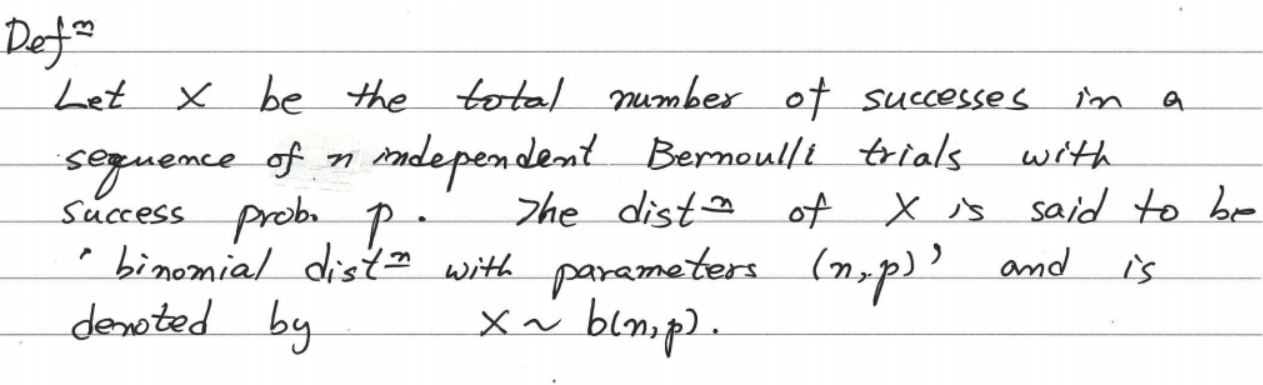 Defⁿ
Let X be the total number of successes in a
sequence of n independent Bernoulli trials with
success prob. p. The distⁿ of X is said to be
'binomial distⁿ with parameters (n,p)' and is
denoted by X ~ b(n,p).